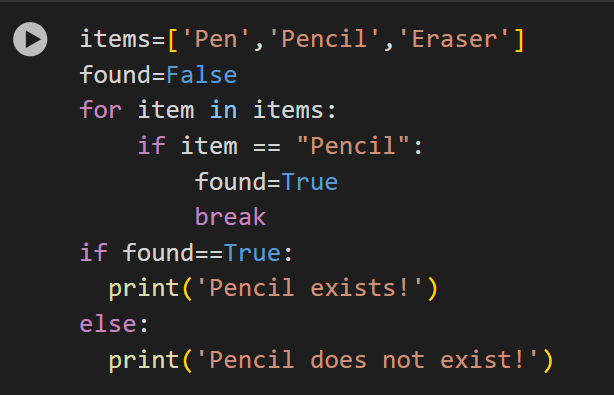 items=['Pen','Pencil','Eraser']
found=False
for item in items:
    if item == "Pencil":
        found=True
        break
if found==True:
  print('Pencil exists!')
else:
  print('Pencil does not exist!')